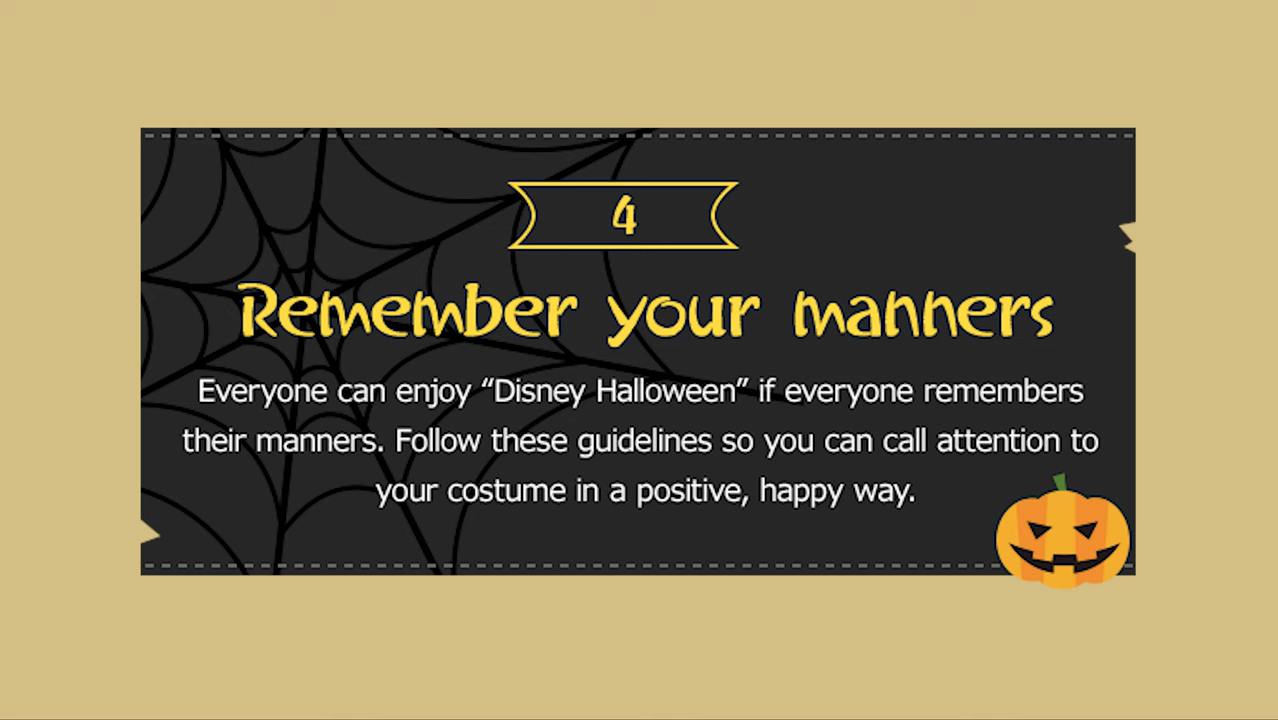 4
Remember your manners
Everyone can enjoy “Disney Halloween” if everyone remembers
their manners. Follow these guidelines so you can call attention to
your costume in a positive, happy way.